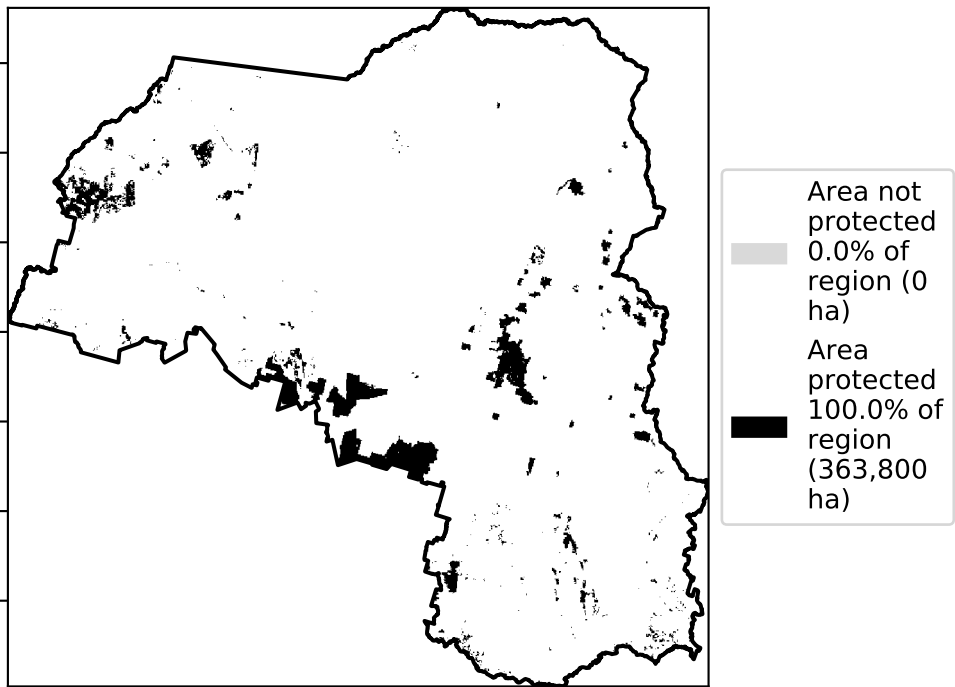 Area not
protected
0.0% of
region (0
ha)
Area
protected
100.0% of
region
(363,800
ha)